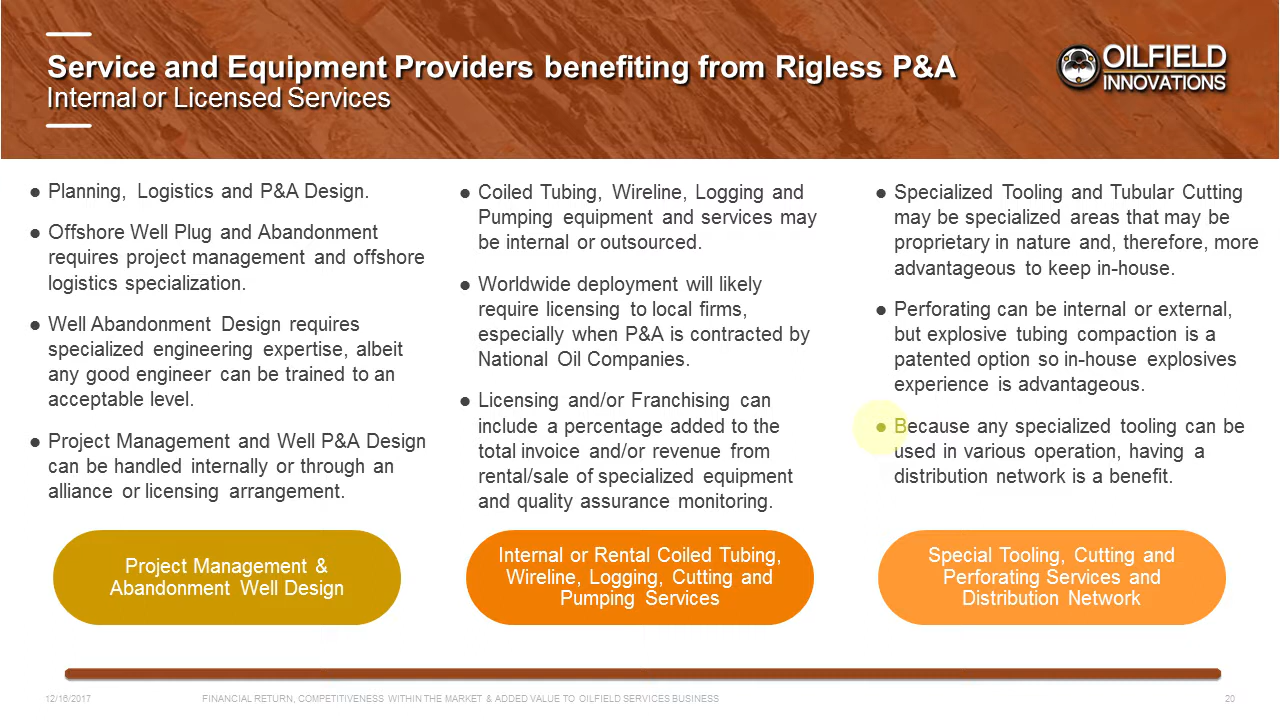 Service and Equipment Providers benefiting from Rigless P&A
Internal or Licensed Services
OILFIELD
INNOVATIONS
● Planning, Logistics and P&A Design.
● Offshore Well Plug and Abandonment
requires project management and offshore
logistics specialization.
● Well Abandonment Design requires
specialized engineering expertise, albeit
any good engineer can be trained to an
acceptable level.
● Project Management and Well P&A Design
can be handled internally or through an
alliance or licensing arrangement.
Project Management &
Abandonment Well Design
● Coiled Tubing, Wireline, Logging and
Pumping equipment and services may
be internal or outsourced.
● Worldwide deployment will likely
require licensing to local firms,
especially when P&A is contracted by
National Oil Companies.
● Licensing and/or Franchising can
include a percentage added to the
total invoice and/or revenue from
rental/sale of specialized equipment
and quality assurance monitoring.
Internal or Rental Coiled Tubing,
Wireline, Logging, Cutting and
Pumping Services
● Specialized Tooling and Tubular Cutting
may be specialized areas that may be
proprietary in nature and, therefore, more
advantageous to keep in-house.
● Perforating can be internal or external,
but explosive tubing compaction is a
patented option so in-house explosives
experience is advantageous.
● Because any specialized tooling can be
used in various operation, having a
distribution network is a benefit.
Special Tooling, Cutting and
Perforating Services and
Distribution Network
12/16/2017
FINANCIAL RETURN, COMPETITIVENESS WITHIN THE MARKET & ADDED VALUE TO OILFIELD SERVICES BUSINESS
20